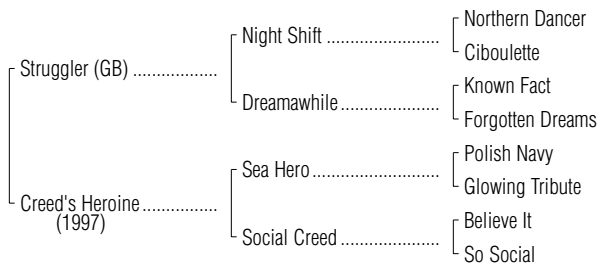 Northern Dancer
Night Shift ........................
Ciboulette
Struggler (GB) ..................
Known Fact
Dreamawhile .....................
Forgotten Dreams
Polish Navy
Sea Hero ...........................
Glowing Tribute
Creed's Heroine ................
(1997)
Believe It
Social Creed .....................
So Social